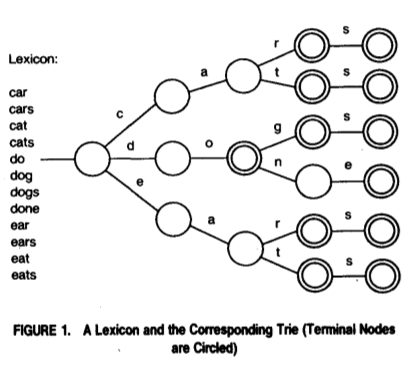 Lexicon:
car
cars
cat
cats
do
dog
dogs
done
ear
ears
eat
eats
c
a
r
s
t
s
d
o
g
s
n
e
e
a
r
s
t
s
FIGURE 1. A Lexicon and the Corresponding Trie (Terminal Nodes
are Circled)